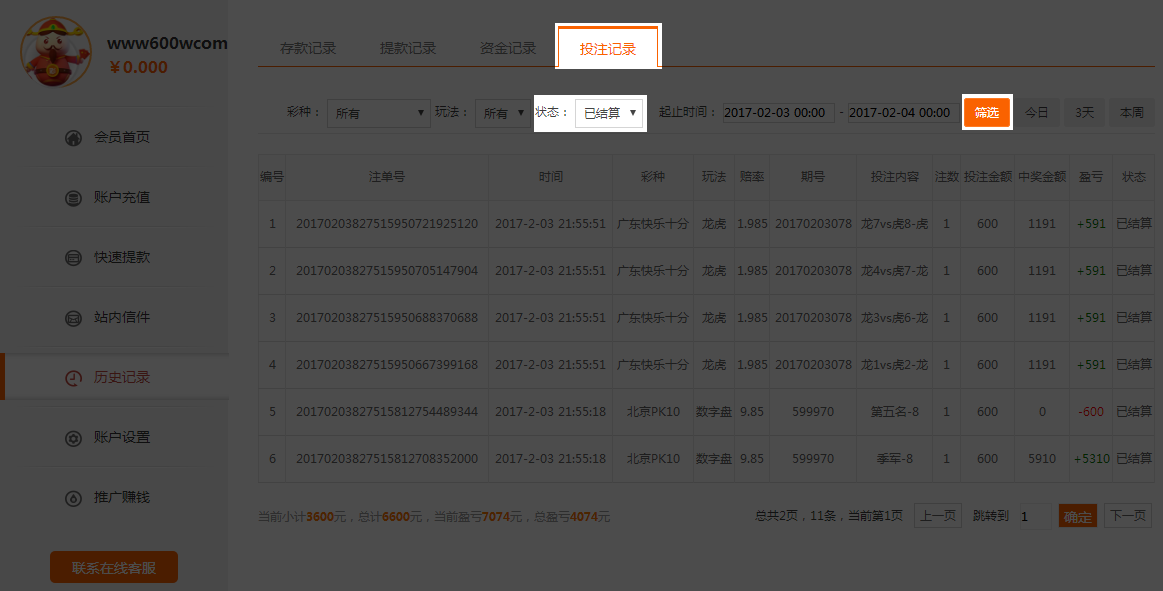 www600wcom
￥0.000
会员首页
账户充值
快速提款
站内信件
历史记录
账户设置
推广赚钱
联系在线客服
存款记录 提款记录 资金记录 投注记录
彩种： 所有 玩法： 所有 状态： 已结算 起止时间： 2017-02-03 00:00 - 2017-02-04 00:00 筛选 今日 3天 本周
编号 注单号 时间 彩种 玩法 赔率 期号 投注内容 注数 投注金额 中奖金额 盈亏 状态
1 20170203827515950721925120 2017-2-03 21:55:51 广东快乐十分 龙虎 1.985 20170203078 龙7vs虎8-虎 1 600 1191 +591 已结算
2 20170203827515950705147904 2017-2-03 21:55:51 广东快乐十分 龙虎 1.985 20170203078 龙4vs虎7-龙 1 600 1191 +591 已结算
3 20170203827515950688370688 2017-2-03 21:55:51 广东快乐十分 龙虎 1.985 20170203078 龙3vs虎6-龙 1 600 1191 +591 已结算
4 20170203827515950667399168 2017-2-03 21:55:51 广东快乐十分 龙虎 1.985 20170203078 龙1vs虎2-龙 1 600 1191 +591 已结算
5 20170203827515812754489344 2017-2-03 21:55:18 北京PK10 数字盘 9.85 599970 第五名-8 1 600 0 -600 已结算
6 20170203827515812708352000 2017-2-03 21:55:18 北京PK10 数字盘 9.85 599970 季军-8 1 600 5910 +5310 已结算
当前小计3600元，总计6600元，当前盈亏7074元，总盈亏4074元 总共2页，11条，当前第1页 上一页 跳转到 1 确定 下一页